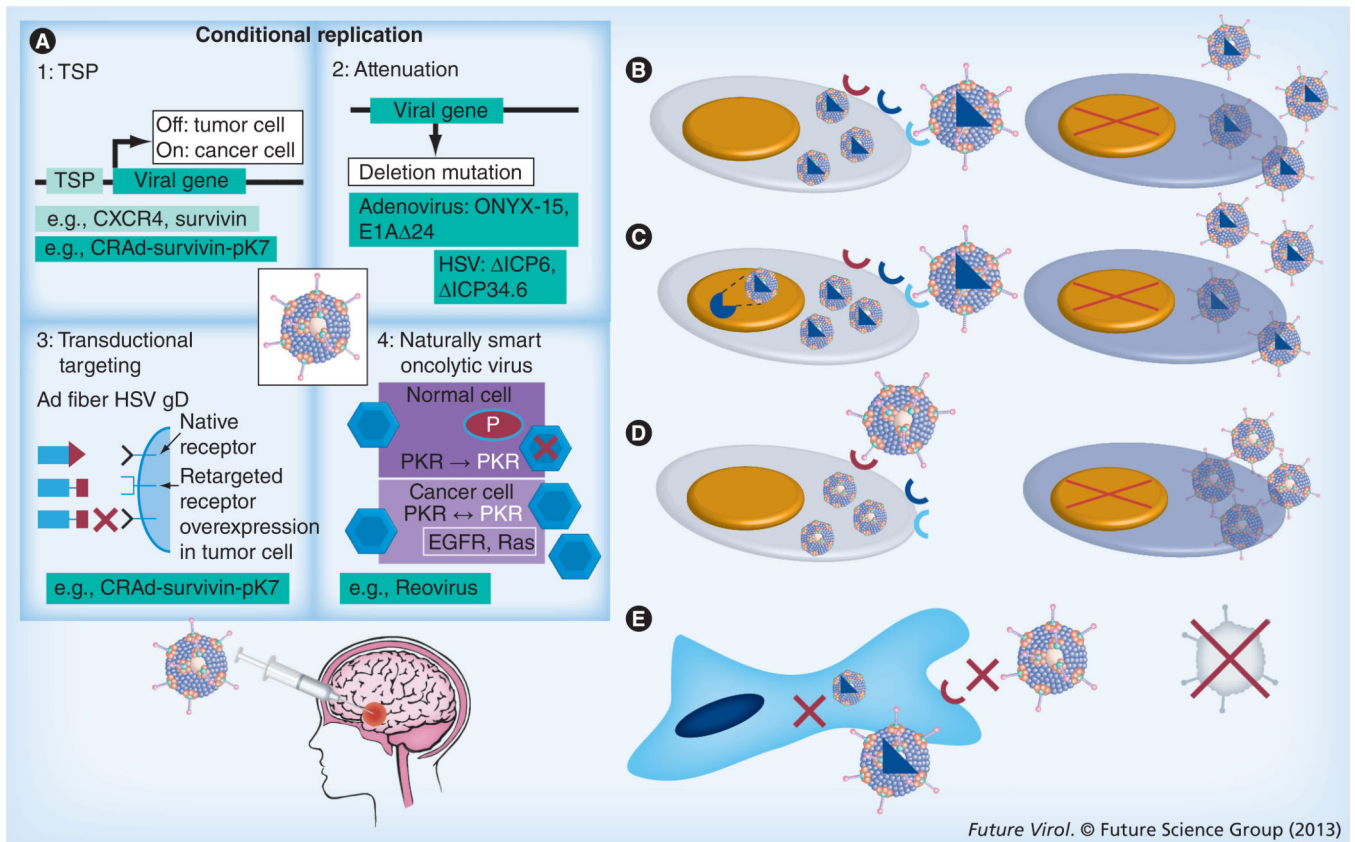 A
Conditional replication
1: TSP
Off: tumor cell
On: cancer cell
TSP
Viral gene
e.g., CXCR4, survivin
e.g., CRAd-survivin-pK7
2: Attenuation
Viral gene
Deletion mutation
Adenovirus: ONYX-15,
E1AΔ24
HSV: ΔICP6,
ΔICP34.6
3: Transductional
targeting
Ad fiber HSV gD
Native
receptor
Retargeted
receptor
overexpression
in tumor cell
e.g., CRAd-survivin-pK7
4: Naturally smart
oncolytic virus
Normal cell
P
PKR → PKR
Cancer cell
PKR ↔ PKR
EGFR, Ras
e.g., Reovirus
B
C
D
E
Future Virol. © Future Science Group (2013)